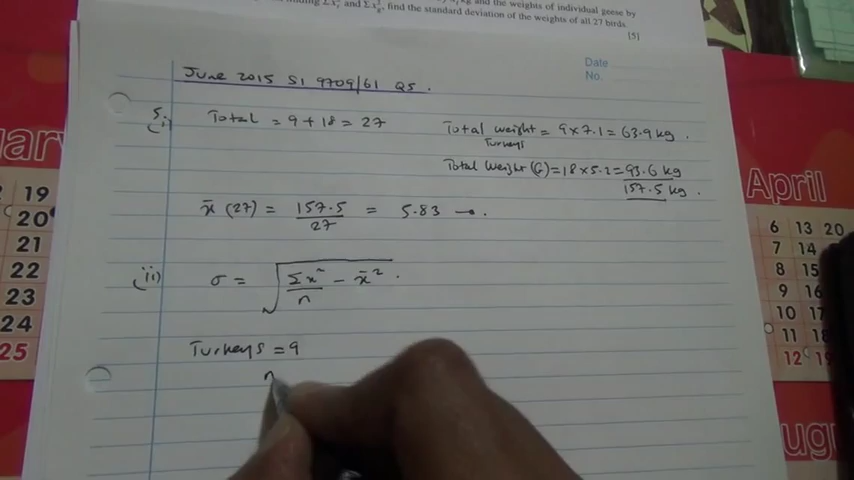 and Σ x , find the standard deviation of the weights of all 27 birds.
kg and the weights of individual geese by
[5]
Date
No.
June 2015 S1 9709/61 Q5.
5
(i) Total = 9 + 18 = 27
Total weight = 9 x 7.1 = 63.9 kg.
Turkeys
Total Weight (G) = 18 x 5.2 = 93.6 kg
157.5 kg.
x̄ (27) = 157.5 / 27 = 5.83
(ii) σ = √(Σx² / n - x̄²).
Turkeys = 9
n
19
20
21
22
23
24
25
April
6 13 20
7 14
8 15
9 16
10 17
11 18
12